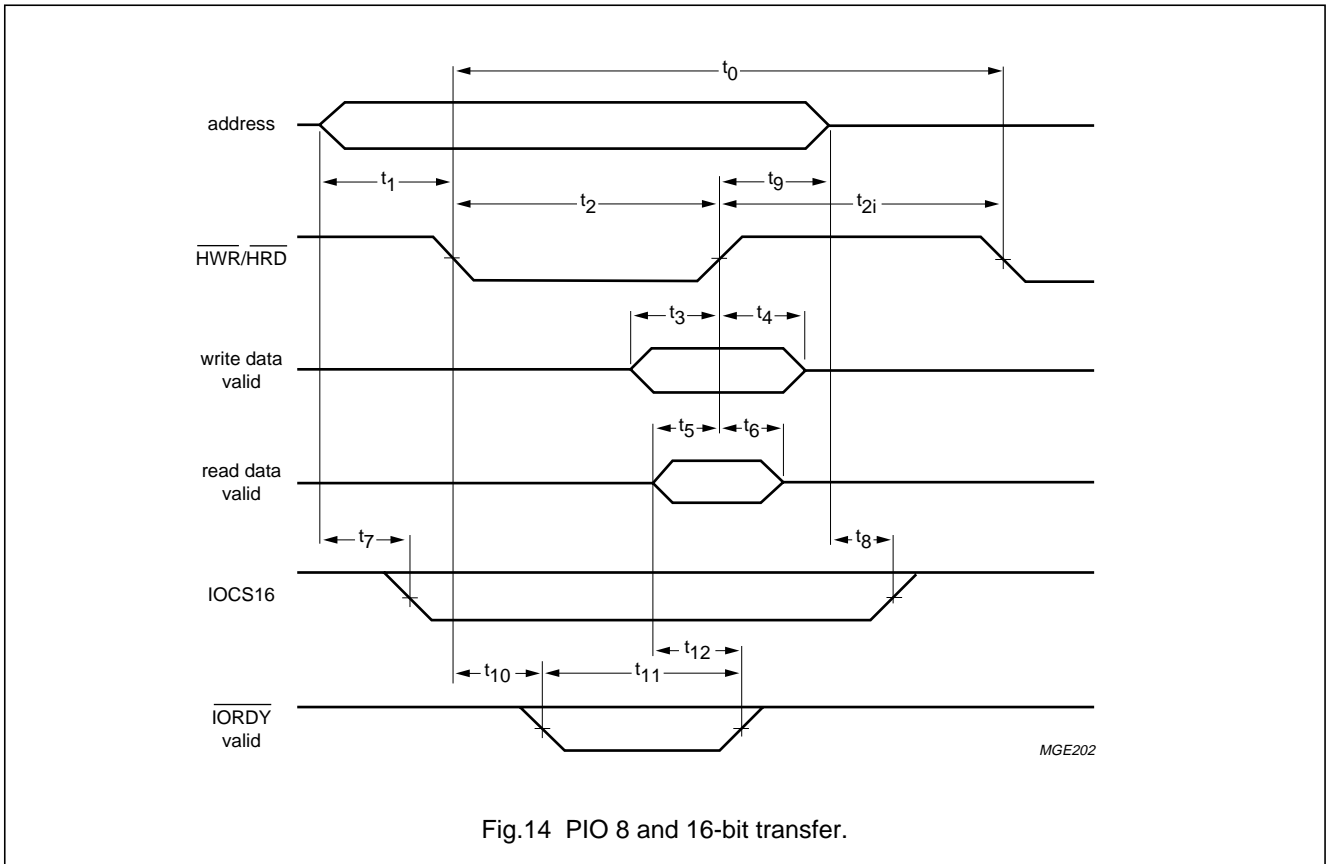 t0
address
t1
t9
t2
t2i
HWR/HRD
t3
t4
write data
valid
t5
t6
read data
valid
t7
t8
IOCS16
t12
t10
t11
IORDY
valid
MGE202
Fig.14 PIO 8 and 16-bit transfer.